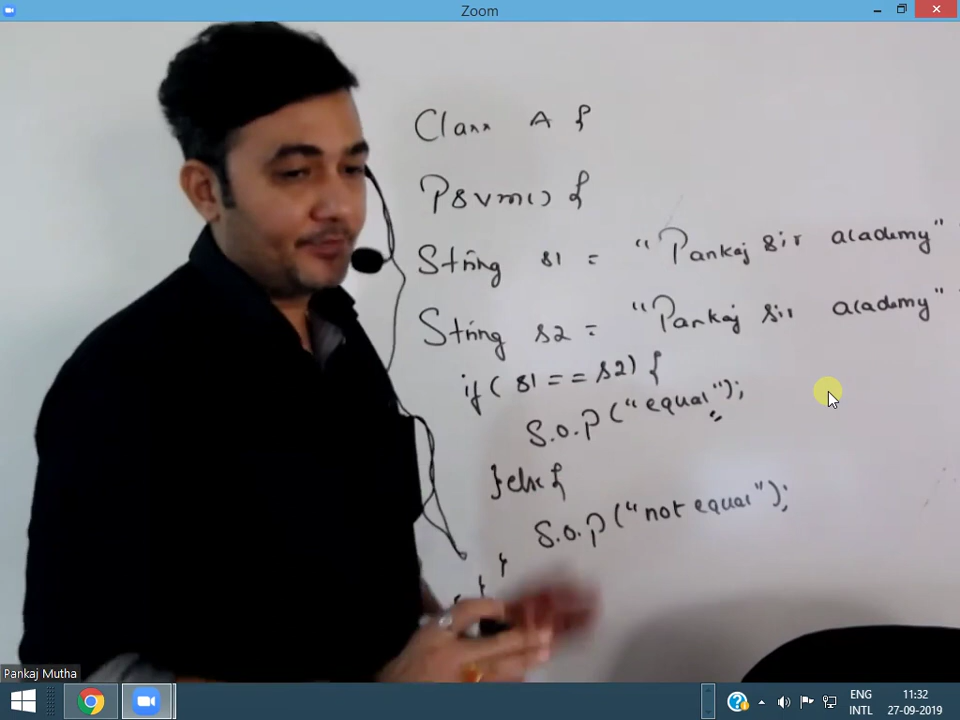 Zoom
Class A {
Psvm() {
String s1 = "Pankaj sir academy"
String s2 = "Pankaj sir academy"
if( s1 == s2) {
S.o.p ("equal");
}else {
S.o.p ("not equal");
}
}
Pankaj Mutha
ENG 11:32
INTL 27-09-2019